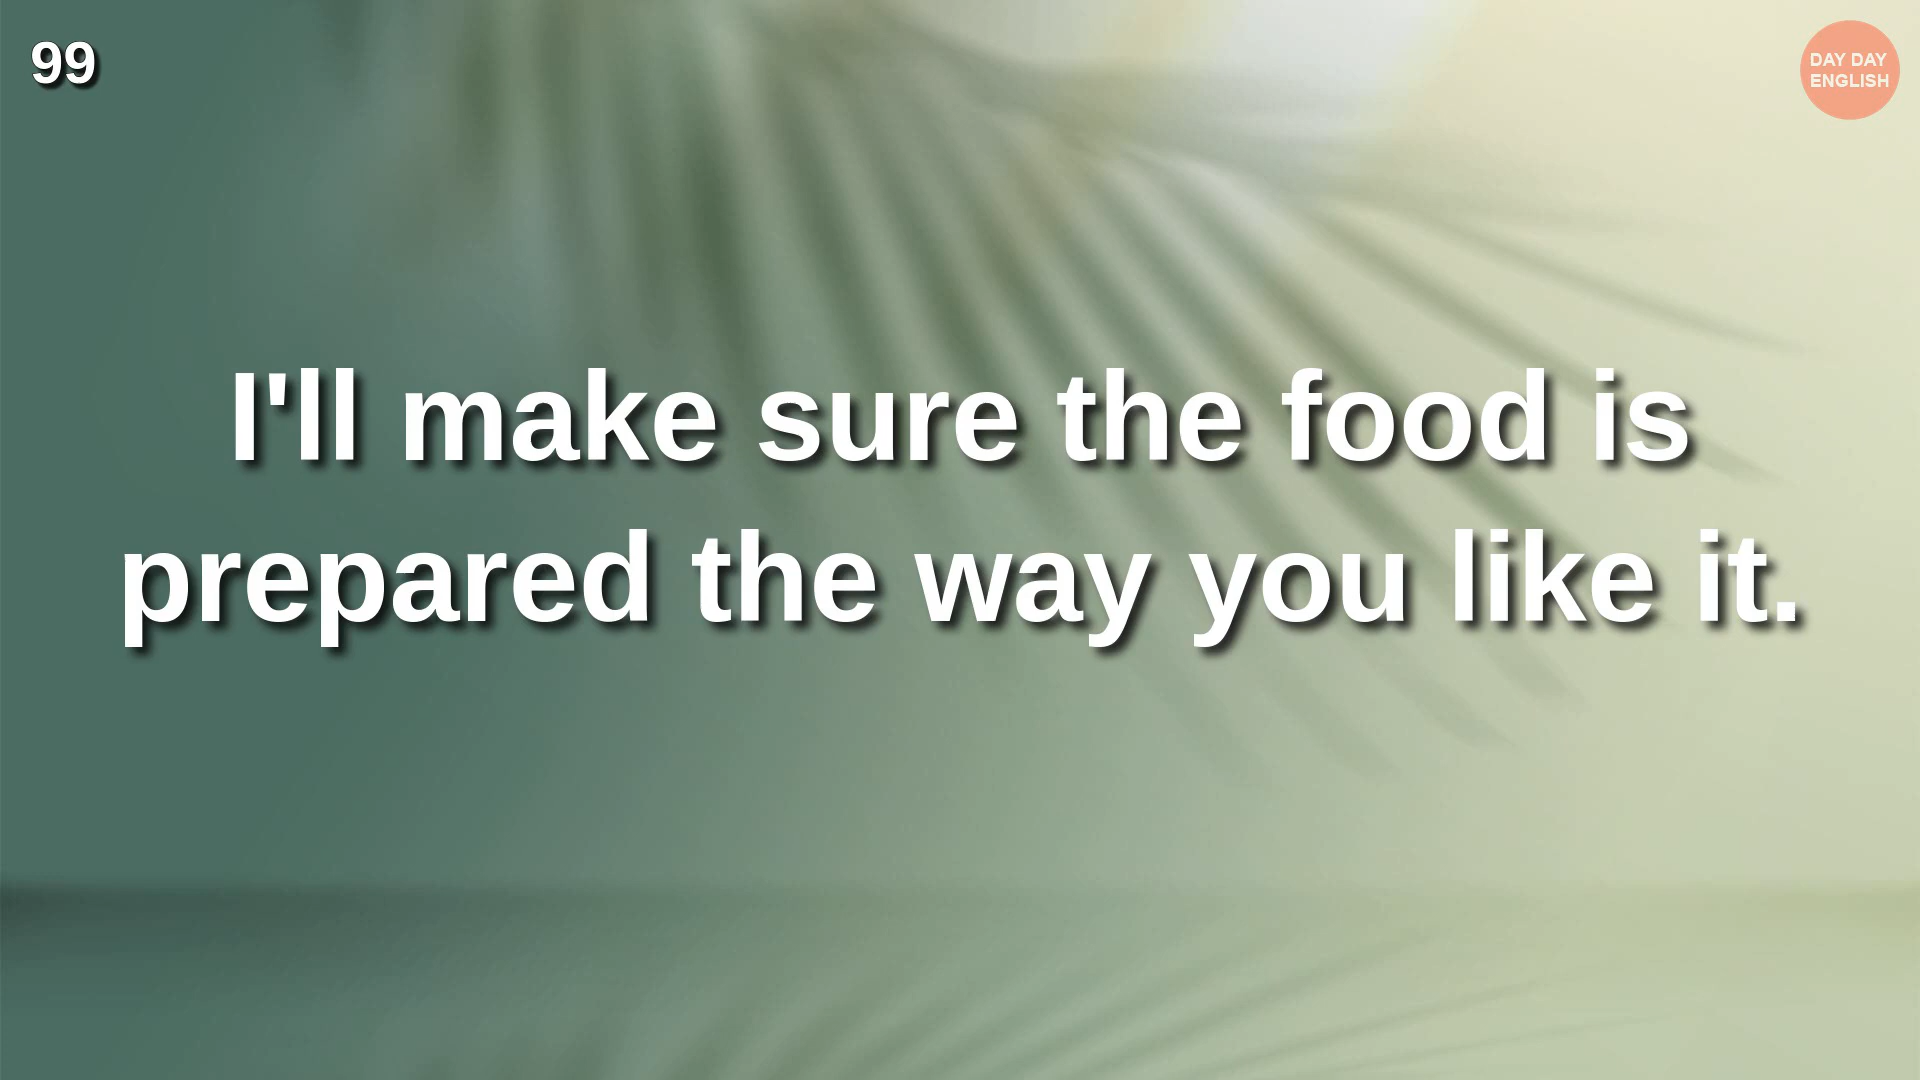 99
DAY DAY
ENGLISH
I'll make sure the food is
prepared the way you like it.